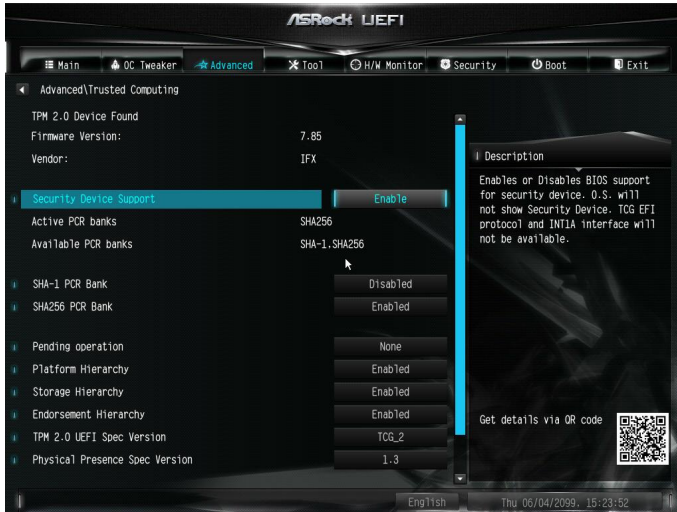 ASRock UEFI
Main OC Tweaker Advanced Tool H/W Monitor Security Boot Exit
Advanced\Trusted Computing
TPM 2.0 Device Found
Firmware Version: 7.85
Vendor: IFX
Security Device Support Enable
Active PCR banks SHA256
Available PCR banks SHA-1.SHA256
SHA-1 PCR Bank Disabled
SHA256 PCR Bank Enabled
Pending operation None
Platform Hierarchy Enabled
Storage Hierarchy Enabled
Endorsement Hierarchy Enabled
TPM 2.0 UEFI Spec Version TCG_2
Physical Presence Spec Version 1.3
Description
Enables or Disables BIOS support
for security device. O.S. will
not show Security Device. TCG EFI
protocol and INT1A interface will
not be available.
Get details via QR code
English
Thu 06/04/2099. 15:23:52